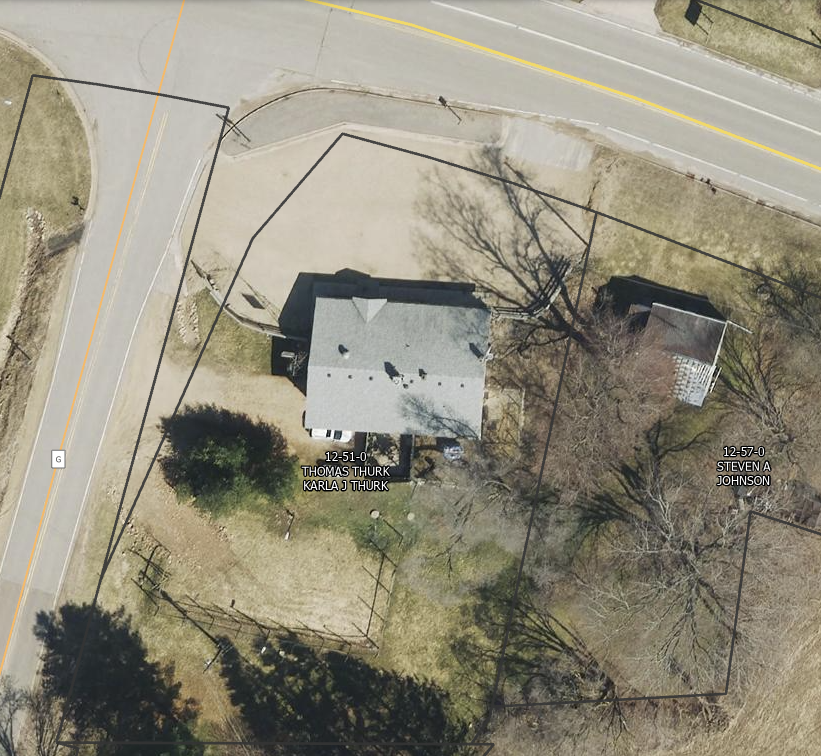 12-51-0
THOMAS THURK
KARLA J THURK
12-57-0
STEVEN A
JOHNSON
G